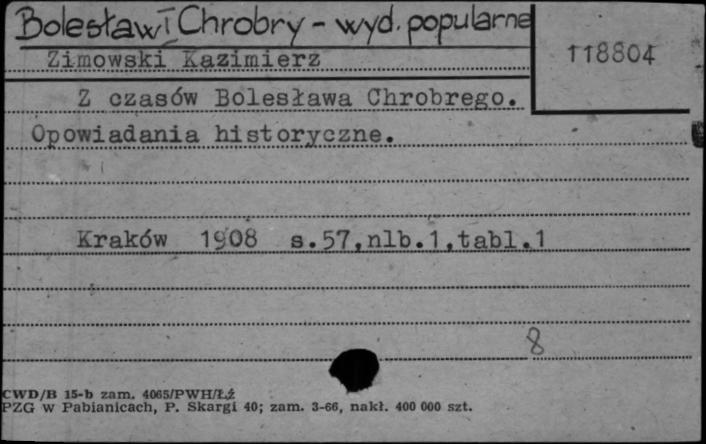 Bolesław I Chrobry - wyd. popularne
118804
Zimowski Kazimierz
Z czasów Bolesława Chrobrego.
Opowiadania historyczne.
Kraków 1908 s.57,nlb.1,tabl.1
8
CWD/B 15-b zam. 4065/PWH/Łż
PZG w Pabianicach, P. Skargi 40; zam. 3-66, nakł. 400 000 szt.